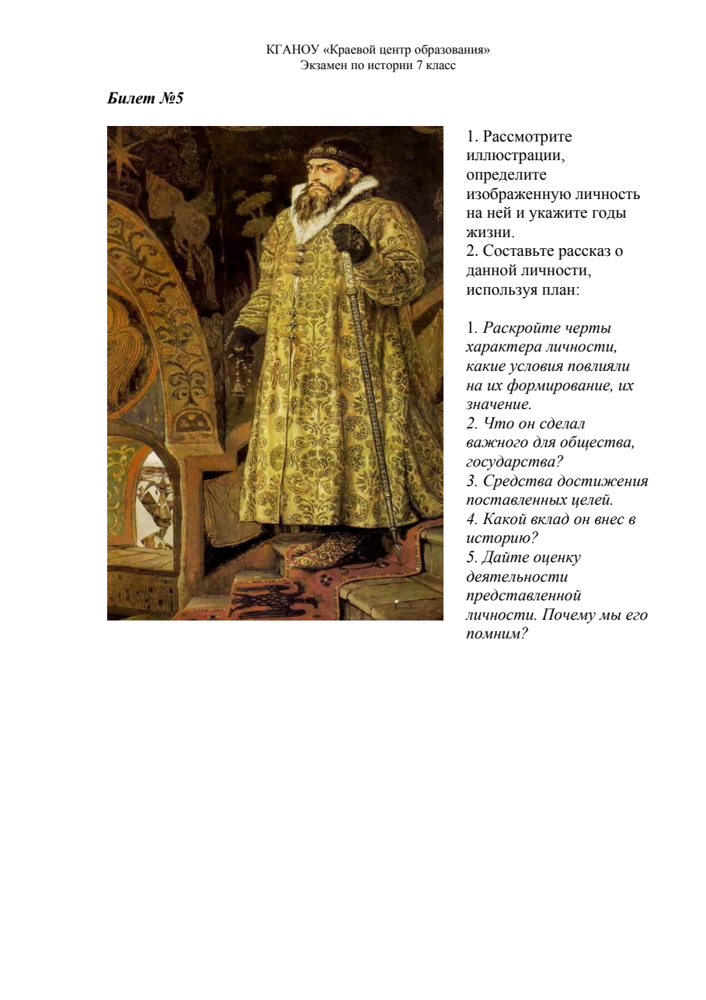 КГАНОУ «Краевой центр образования»
Экзамен по истории 7 класс
Билет №5
1. Рассмотрите
иллюстрации,
определите
изображенную личность
на ней и укажите годы
жизни.
2. Составьте рассказ о
данной личности,
используя план:
1. Раскройте черты
характера личности,
какие условия повлияли
на их формирование, их
значение.
2. Что он сделал
важного для общества,
государства?
3. Средства достижения
поставленных целей.
4. Какой вклад он внес в
историю?
5. Дайте оценку
деятельности
представленной
личности. Почему мы его
помним?